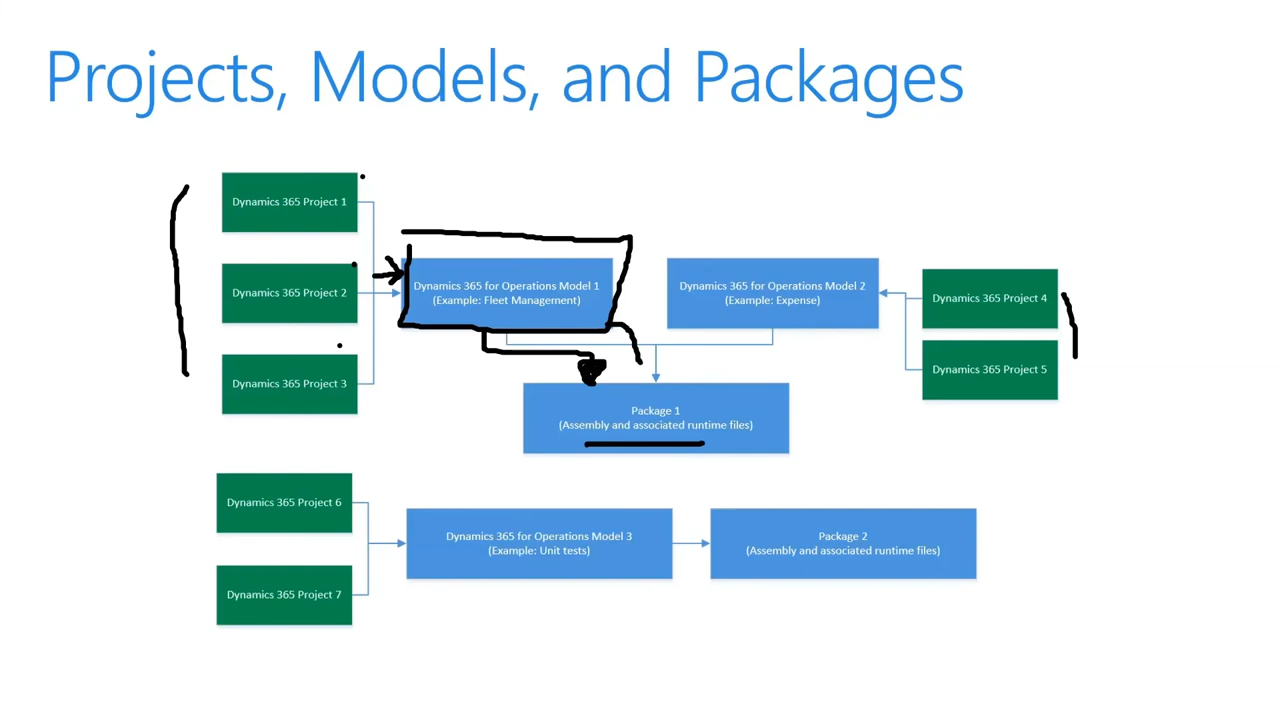 Projects, Models, and Packages
Dynamics 365 Project 1
Dynamics 365 Project 2
Dynamics 365 Project 3
Dynamics 365 for Operations Model 1
(Example: Fleet Management)
Dynamics 365 for Operations Model 2
(Example: Expense)
Dynamics 365 Project 4
Dynamics 365 Project 5
Package 1
(Assembly and associated runtime files)
Dynamics 365 Project 6
Dynamics 365 Project 7
Dynamics 365 for Operations Model 3
(Example: Unit tests)
Package 2
(Assembly and associated runtime files)